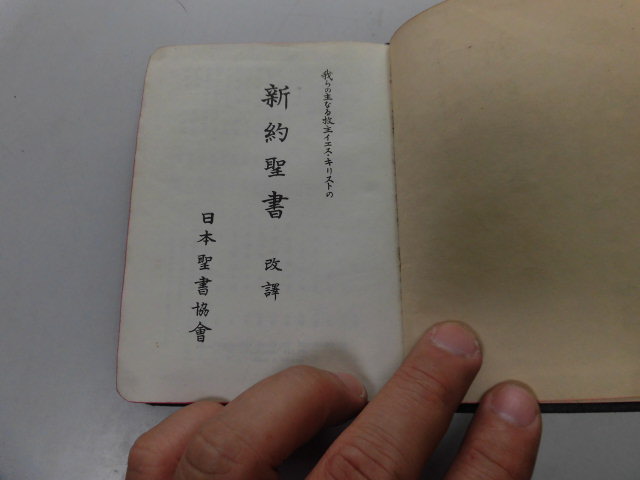 我らの主なる救主イエス・キリストの
新約聖書 改譯
日本聖書協會